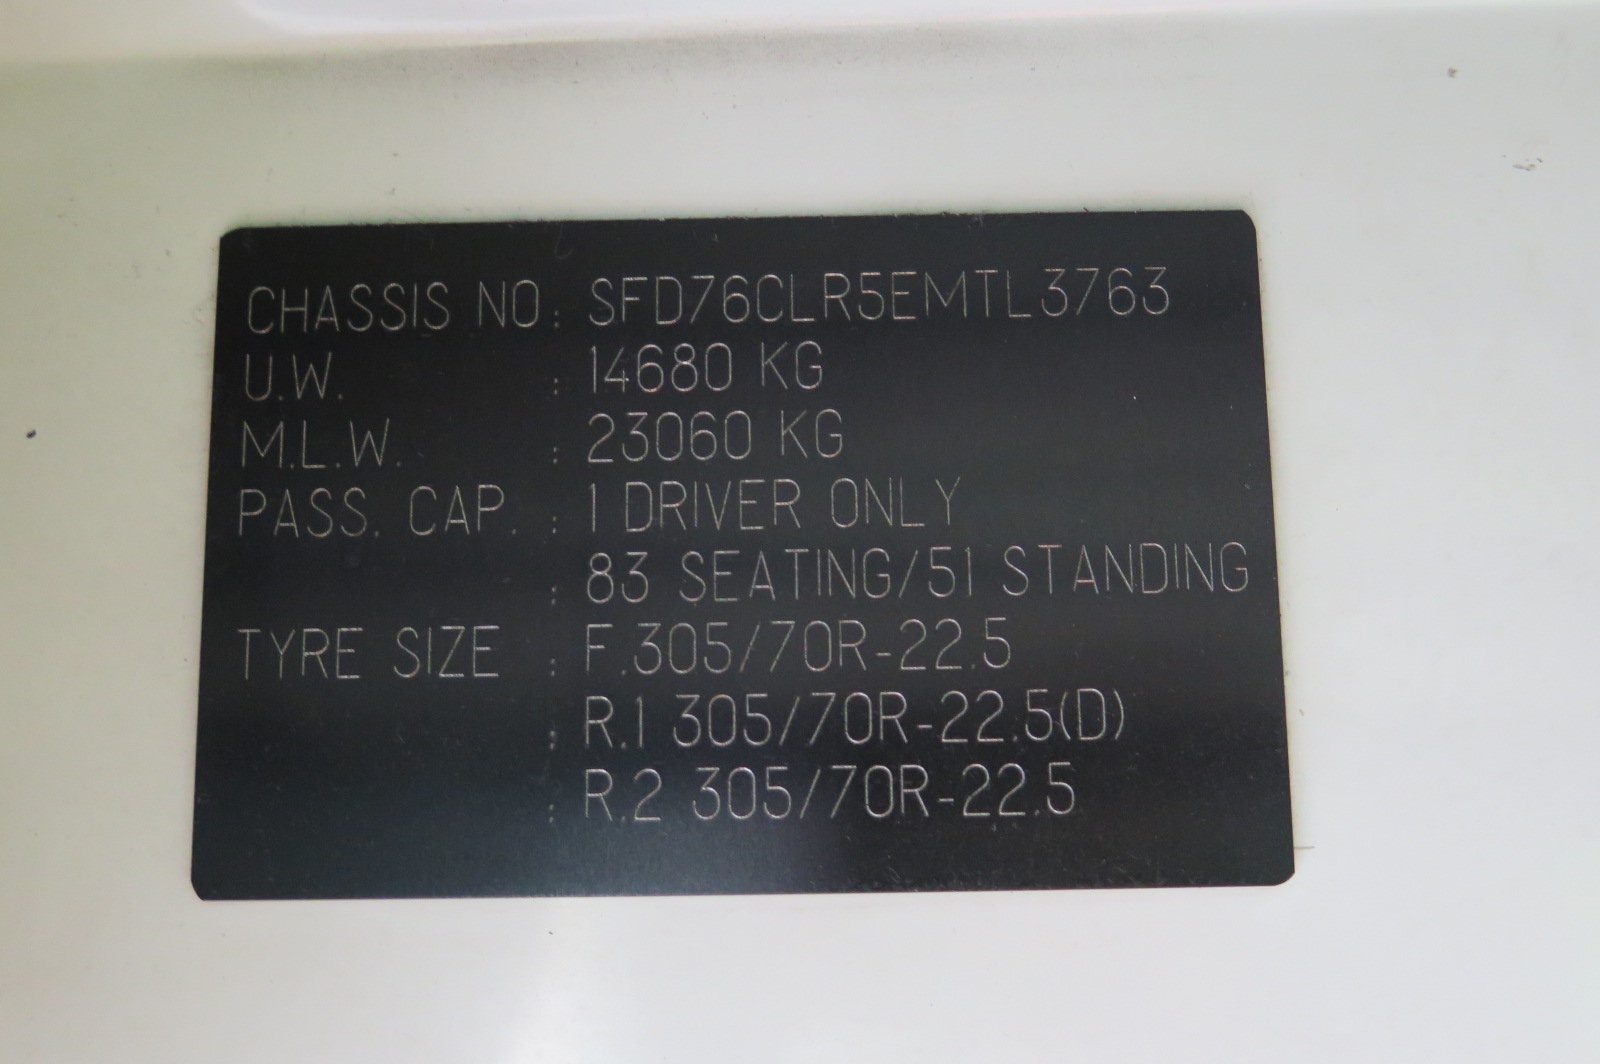 CHASSIS NO : SFD76CLR5EMTL3763
U.W. : 14680 KG
M.L.W. : 23060 KG
PASS. CAP. : 1 DRIVER ONLY
: 83 SEATING/51 STANDING
TYRE SIZE : F.305/70R-22.5
: R.1 305/70R-22.5(D)
: R.2 305/70R-22.5